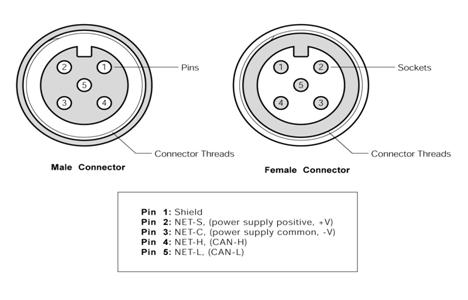 2 1 Pins
5
3 4
Connector Threads
Male Connector
1 2 Sockets
5
4 3
Connector Threads
Female Connector
Pin 1: Shield
Pin 2: NET-S, (power supply positive, +V)
Pin 3: NET-C, (power supply common, -V)
Pin 4: NET-H, (CAN-H)
Pin 5: NET-L, (CAN-L)